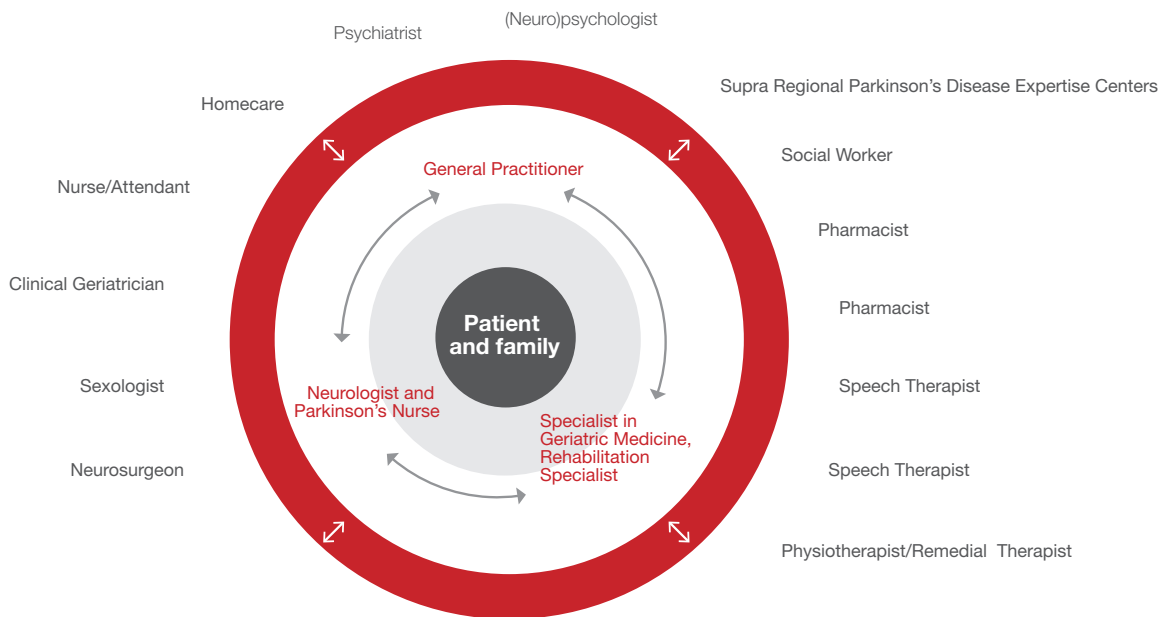 (Neuro)psychologist
Psychiatrist
Supra Regional Parkinson's Disease Expertise Centers
Homecare
Social Worker
General Practitioner
Nurse/Attendant
Pharmacist
Clinical Geriatrician
Pharmacist
Patient
and family
Sexologist
Neurologist and
Parkinson's Nurse
Speech Therapist
Specialist in
Geriatric Medicine,
Rehabilitation
Specialist
Neurosurgeon
Speech Therapist
Physiotherapist/Remedial Therapist